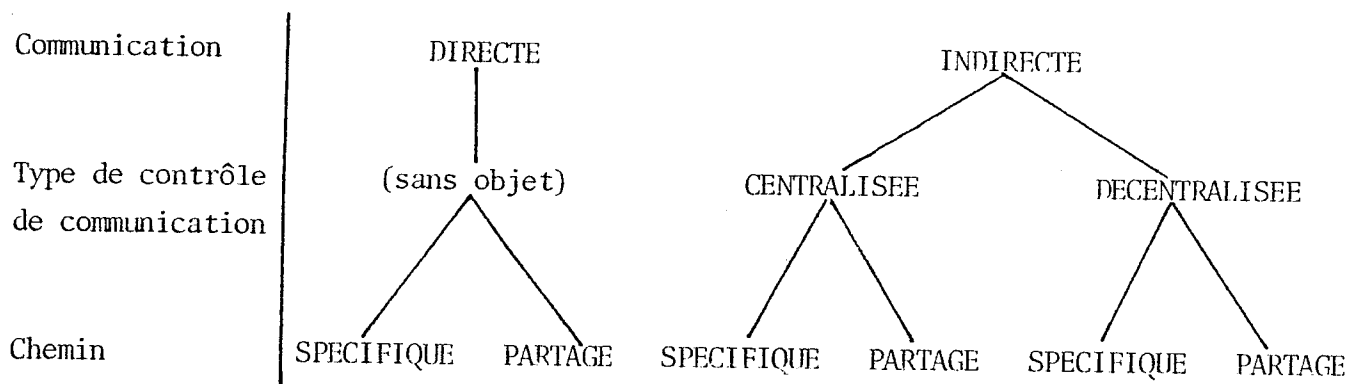 Communication DIRECTE INDIRECTE
Type de contrôle (sans objet) CENTRALISEE DECENTRALISEE
de communication
Chemin SPECIFIQUE PARTAGE SPECIFIQUE PARTAGE SPECIFIQUE PARTAGE